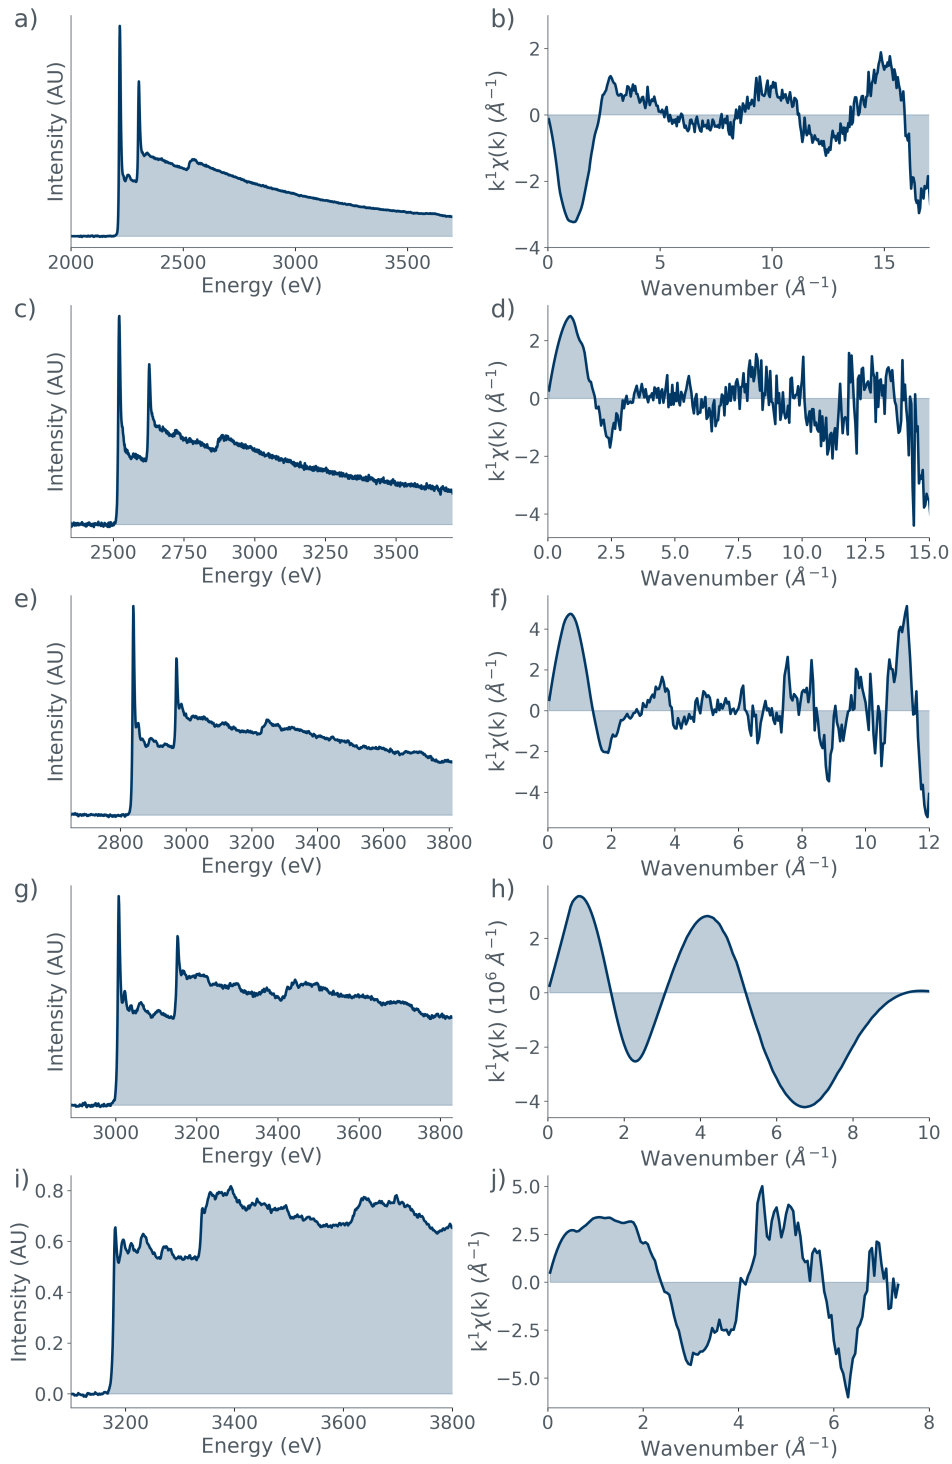 a)
Intensity (AU)
2000 2500 3000 3500
Energy (eV)
b)
k¹χ(k) (Å⁻¹)
2
0
−2
−4
0 5 10 15
Wavenumber (Å⁻¹)
c)
Intensity (AU)
2500 2750 3000 3250 3500
Energy (eV)
d)
k¹χ(k) (Å⁻¹)
2
0
−2
−4
0.0 2.5 5.0 7.5 10.0 12.5 15.0
Wavenumber (Å⁻¹)
e)
Intensity (AU)
2800 3000 3200 3400 3600 3800
Energy (eV)
f)
k¹χ(k) (Å⁻¹)
4
2
0
−2
−4
0 2 4 6 8 10 12
Wavenumber (Å⁻¹)
g)
Intensity (AU)
3000 3200 3400 3600 3800
Energy (eV)
h)
k¹χ(k) (10⁶ Å⁻¹)
2
0
−2
−4
0 2 4 6 8 10
Wavenumber (Å⁻¹)
i)
Intensity (AU)
0.8
0.6
0.4
0.2
0.0
3200 3400 3600 3800
Energy (eV)
j)
k¹χ(k) (Å⁻¹)
5.0
2.5
0.0
−2.5
−5.0
0 2 4 6 8
Wavenumber (Å⁻¹)